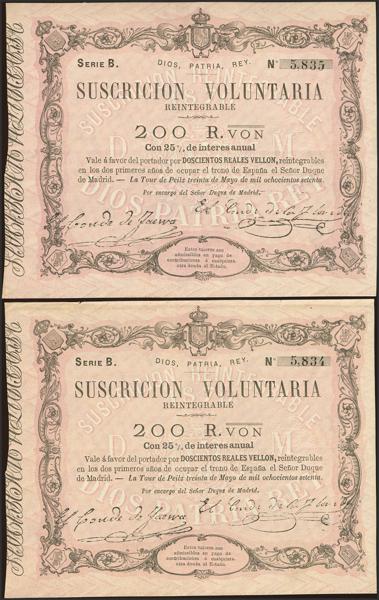 SERIE B. DIOS, PATRIA, REY. Nº 5.835
SUSCRICION VOLUNTARIA
REINTEGRABLE
200 R. VON
Con 25 %, de interes anual
Vale á favor del portador por DOSCIENTOS REALES VELLON, reintegrables
en los dos primeros años de ocupar el trono de España el Señor Duque
de Madrid. — La Tour de Peilz treinta de Mayo de mil ochocientos setenta.
Por encargo del Señor Duque de Madrid,
El Conde de
Estos valores son
admisibles en pago de
contribuciones ó cualquiera
otra deuda al Estado.
SERIE B. DIOS, PATRIA, REY. Nº 5.834
SUSCRICION VOLUNTARIA
REINTEGRABLE
200 R. VON
Con 25 %, de interes anual
Vale á favor del portador por DOSCIENTOS REALES VELLON, reintegrables
en los dos primeros años de ocupar el trono de España el Señor Duque
de Madrid. — La Tour de Peilz treinta de Mayo de mil ochocientos setenta.
Por encargo del Señor Duque de Madrid,
El Conde de
Estos valores son
admisibles en pago de
contribuciones ó cualquiera
otra deuda al Estado.